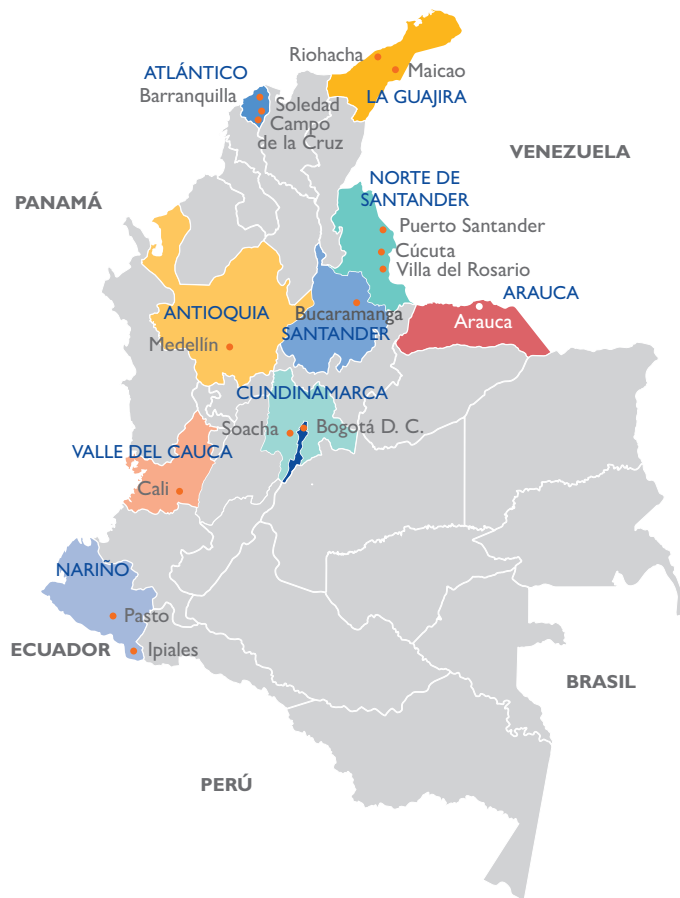 Riohacha
Maicao
ATLÁNTICO
Barranquilla
LA GUAJIRA
Soledad
Campo
de la Cruz
VENEZUELA
NORTE DE
SANTANDER
PANAMÁ
Puerto Santander
Cúcuta
Villa del Rosario
ARAUCA
ANTIOQUIA
Bucaramanga
Arauca
SANTANDER
Medellín
CUNDINAMARCA
Soacha
Bogotá D. C.
VALLE DEL CAUCA
Cali
NARIÑO
Pasto
ECUADOR
Ipiales
BRASIL
PERÚ